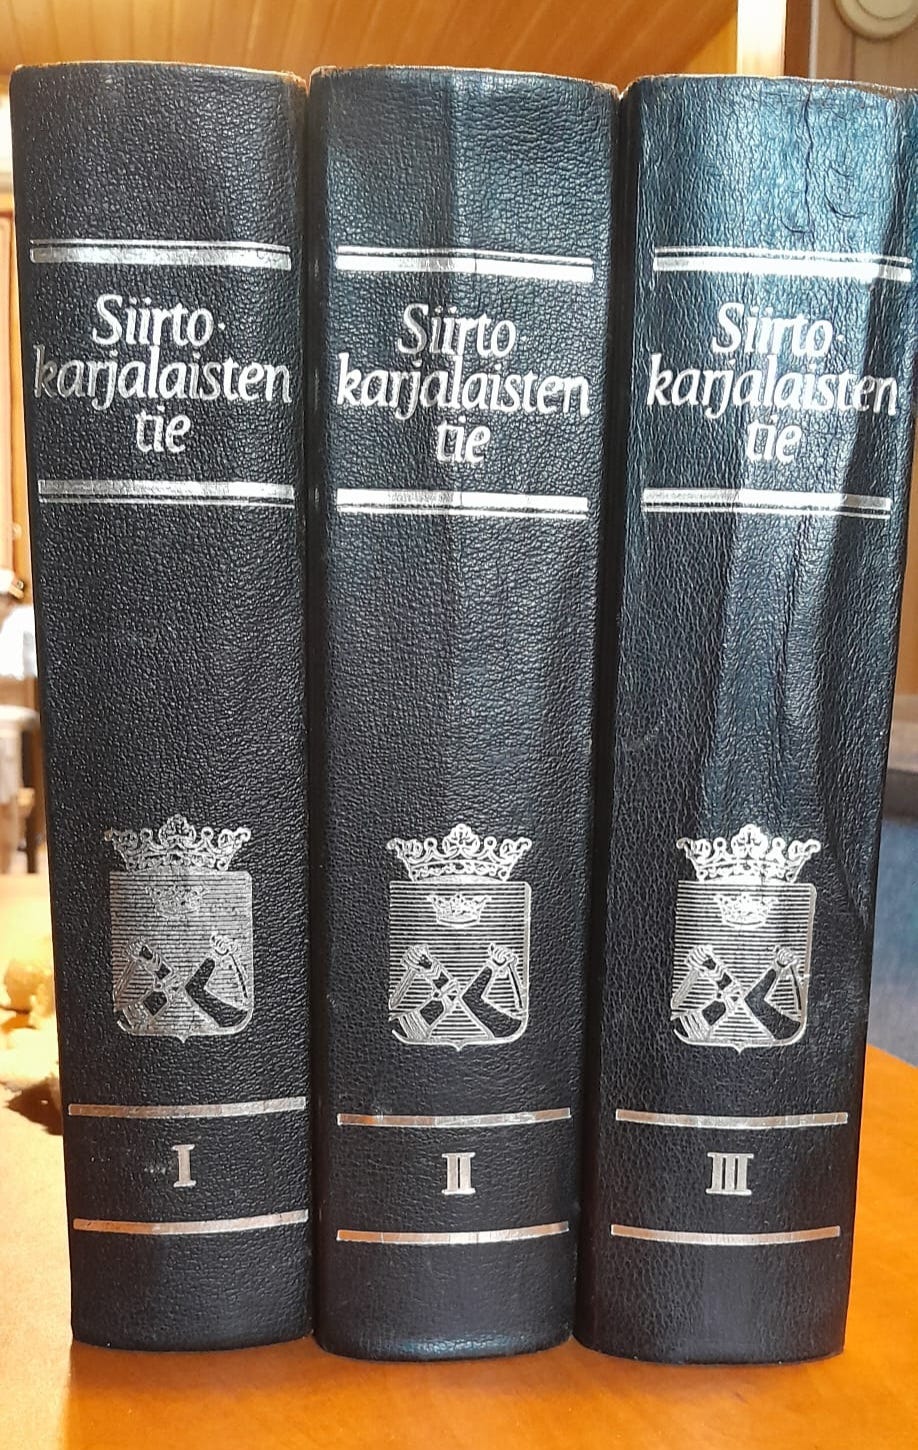 Siirto-
karjalaisten
tie
I
Siirto-
karjalaisten
tie
II
Siirto-
karjalaisten
tie
III